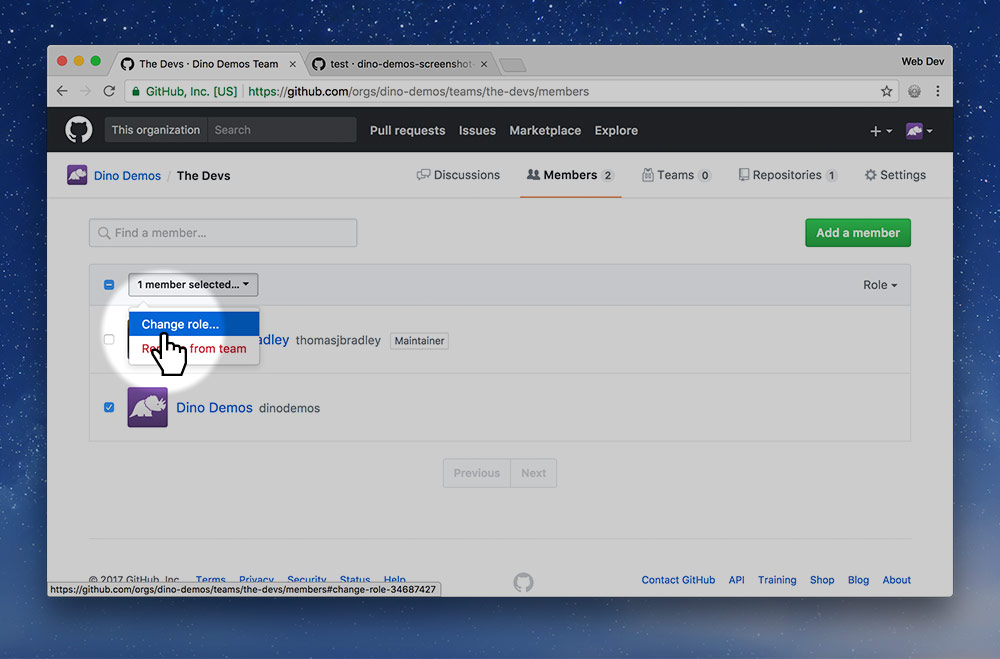 The Devs · Dino Demos Team
test · dino-demos-screenshot
Web Dev
GitHub, Inc. [US]
https://github.com/orgs/dino-demos/teams/the-devs/members
This organization
Search
Pull requests
Issues
Marketplace
Explore
Dino Demos / The Devs
Discussions
Members 2
Teams 0
Repositories 1
Settings
Find a member...
Add a member
1 member selected...
Role
Change role...
from team
thomasjbradley
Maintainer
Dino Demos dinodemos
Previous
Next
© 2017 GitHub, Inc.
Terms
Privacy
Security
Status
Help
Contact GitHub
API
Training
Shop
Blog
About
https://github.com/orgs/dino-demos/teams/the-devs/members#change-role-34687427